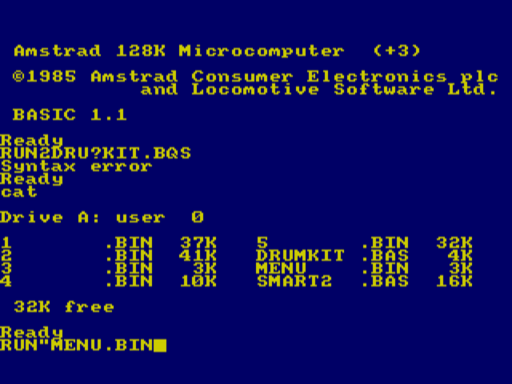 Amstrad 128K Microcomputer (+3)
©1985 Amstrad Consumer Electronics plc
and Locomotive Software Ltd.
BASIC 1.1
Ready
RUN2DRU?KIT.BQS
Syntax error
Ready
cat
Drive A: user 0
1 .BIN 37K 5 .BIN 32K
2 .BIN 41K DRUMKIT .BAS 4K
3 .BIN 3K MENU .BIN 3K
4 .BIN 10K SMART2 .BAS 16K
32K free
Ready
RUN"MENU.BIN